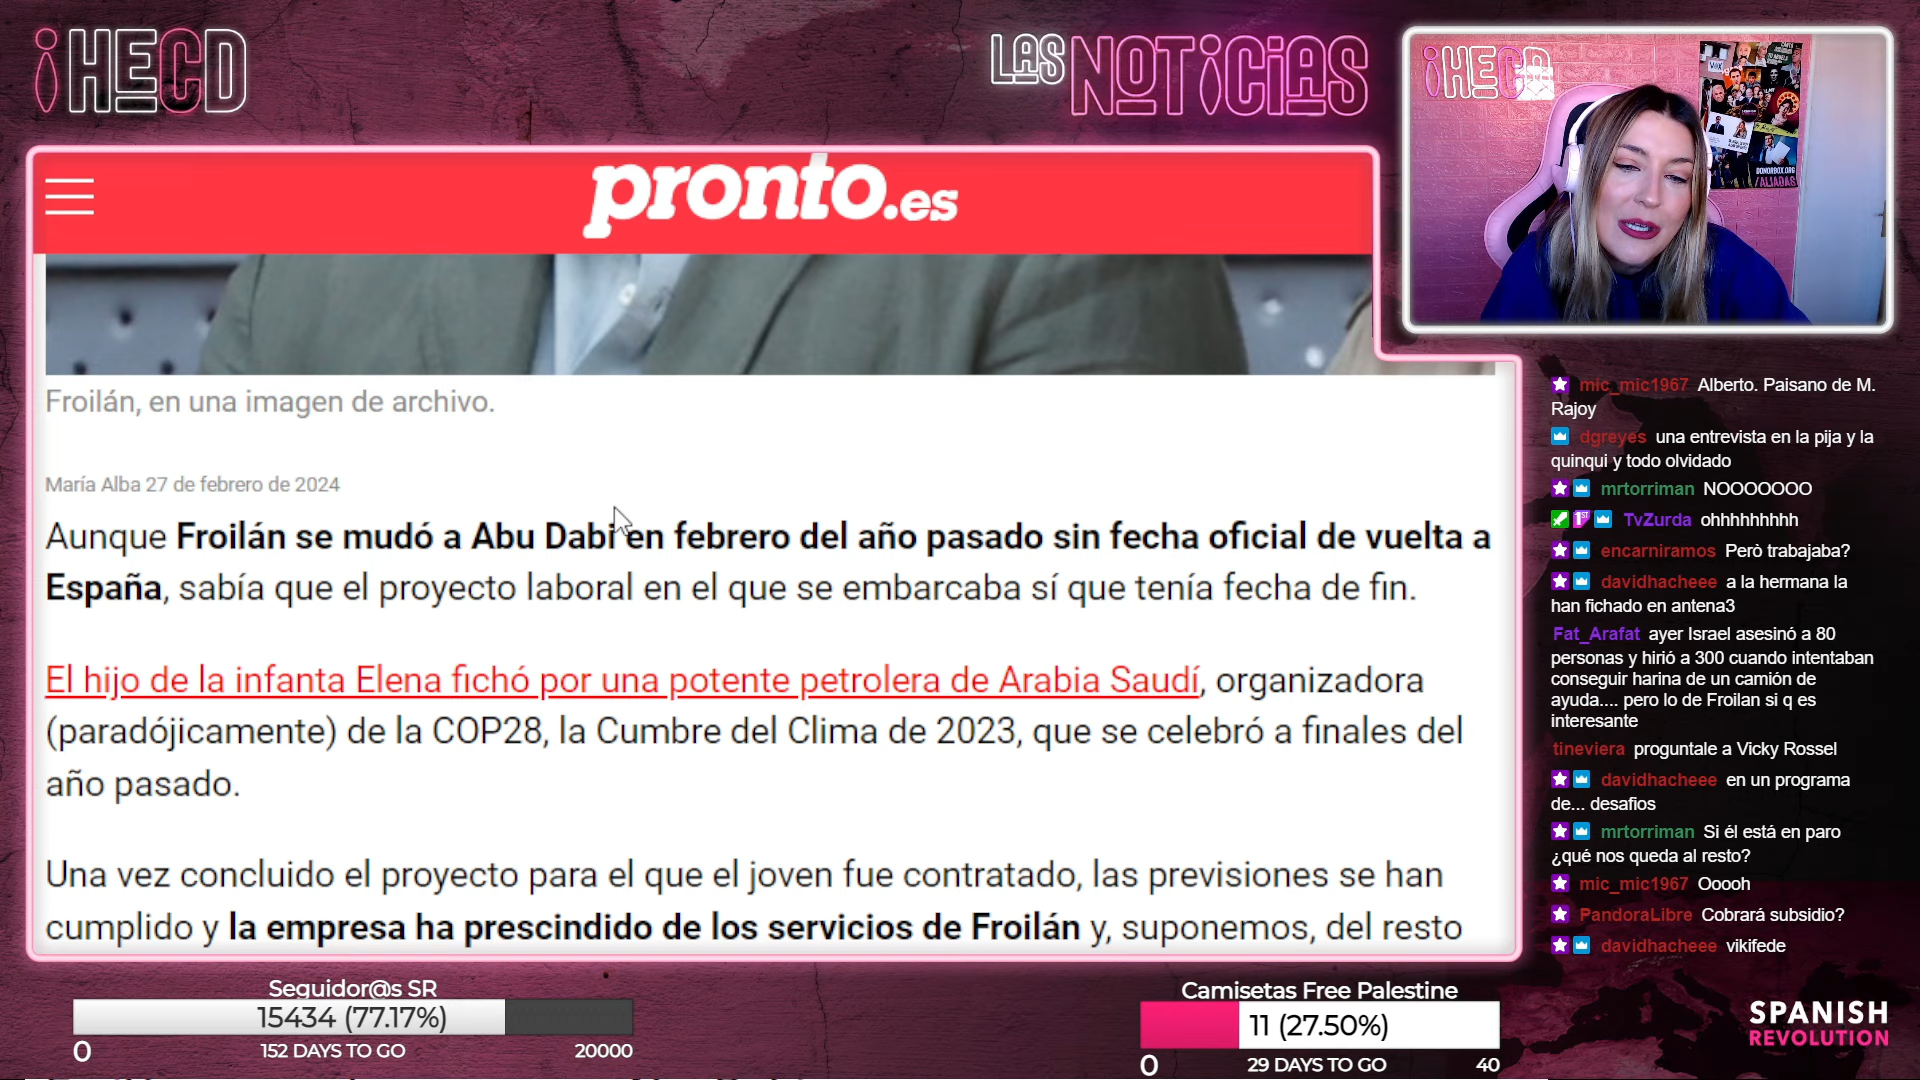 ¡HECD
LAS NOTICIAS
¡HECD
pronto.es
DONORBOX.ORG
/ALIADAS
Froilán, en una imagen de archivo.
María Alba 27 de febrero de 2024
Aunque Froilán se mudó a Abu Dabi en febrero del año pasado sin fecha oficial de vuelta a
España, sabía que el proyecto laboral en el que se embarcaba sí que tenía fecha de fin.
El hijo de la infanta Elena fichó por una potente petrolera de Arabia Saudí, organizadora
(paradójicamente) de la COP28, la Cumbre del Clima de 2023, que se celebró a finales del
año pasado.
Una vez concluido el proyecto para el que el joven fue contratado, las previsiones se han
cumplido y la empresa ha prescindido de los servicios de Froilán y, suponemos, del resto
mic_mic1967 Alberto. Paisano de M.
Rajoy
dgreyes una entrevista en la pija y la
quinqui y todo olvidado
mrtorriman NOOOOOOO
TvZurda ohhhhhhhhh
encarniramos Però trabajaba?
davidhacheee a la hermana la
han fichado en antena3
Fat_Arafat ayer Israel asesinó a 80
personas y hirió a 300 cuando intentaban
conseguir harina de un camión de
ayuda.... pero lo de Froilan si q es
interesante
tineviera proguntale a Vicky Rossel
davidhacheee en un programa
de... desafios
mrtorriman Si él está en paro
¿qué nos queda al resto?
mic_mic1967 Ooooh
PandoraLibre Cobrará subsidio?
davidhacheee vikifede
Seguidor@s SR
15434 (77.17%)
0 152 DAYS TO GO 20000
Camisetas Free Palestine
11 (27.50%)
0 29 DAYS TO GO 40
SPANISH
REVOLUTION